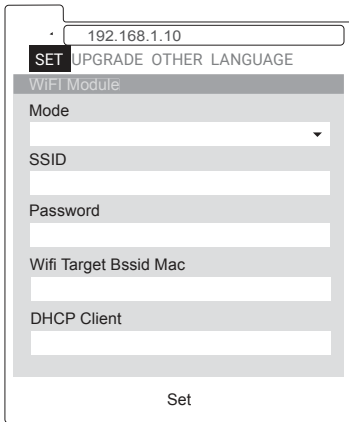 192.168.1.10
SET UPGRADE OTHER LANGUAGE
WiFI Module
Mode
SSID
Password
Wifi Target Bssid Mac
DHCP Client
Set